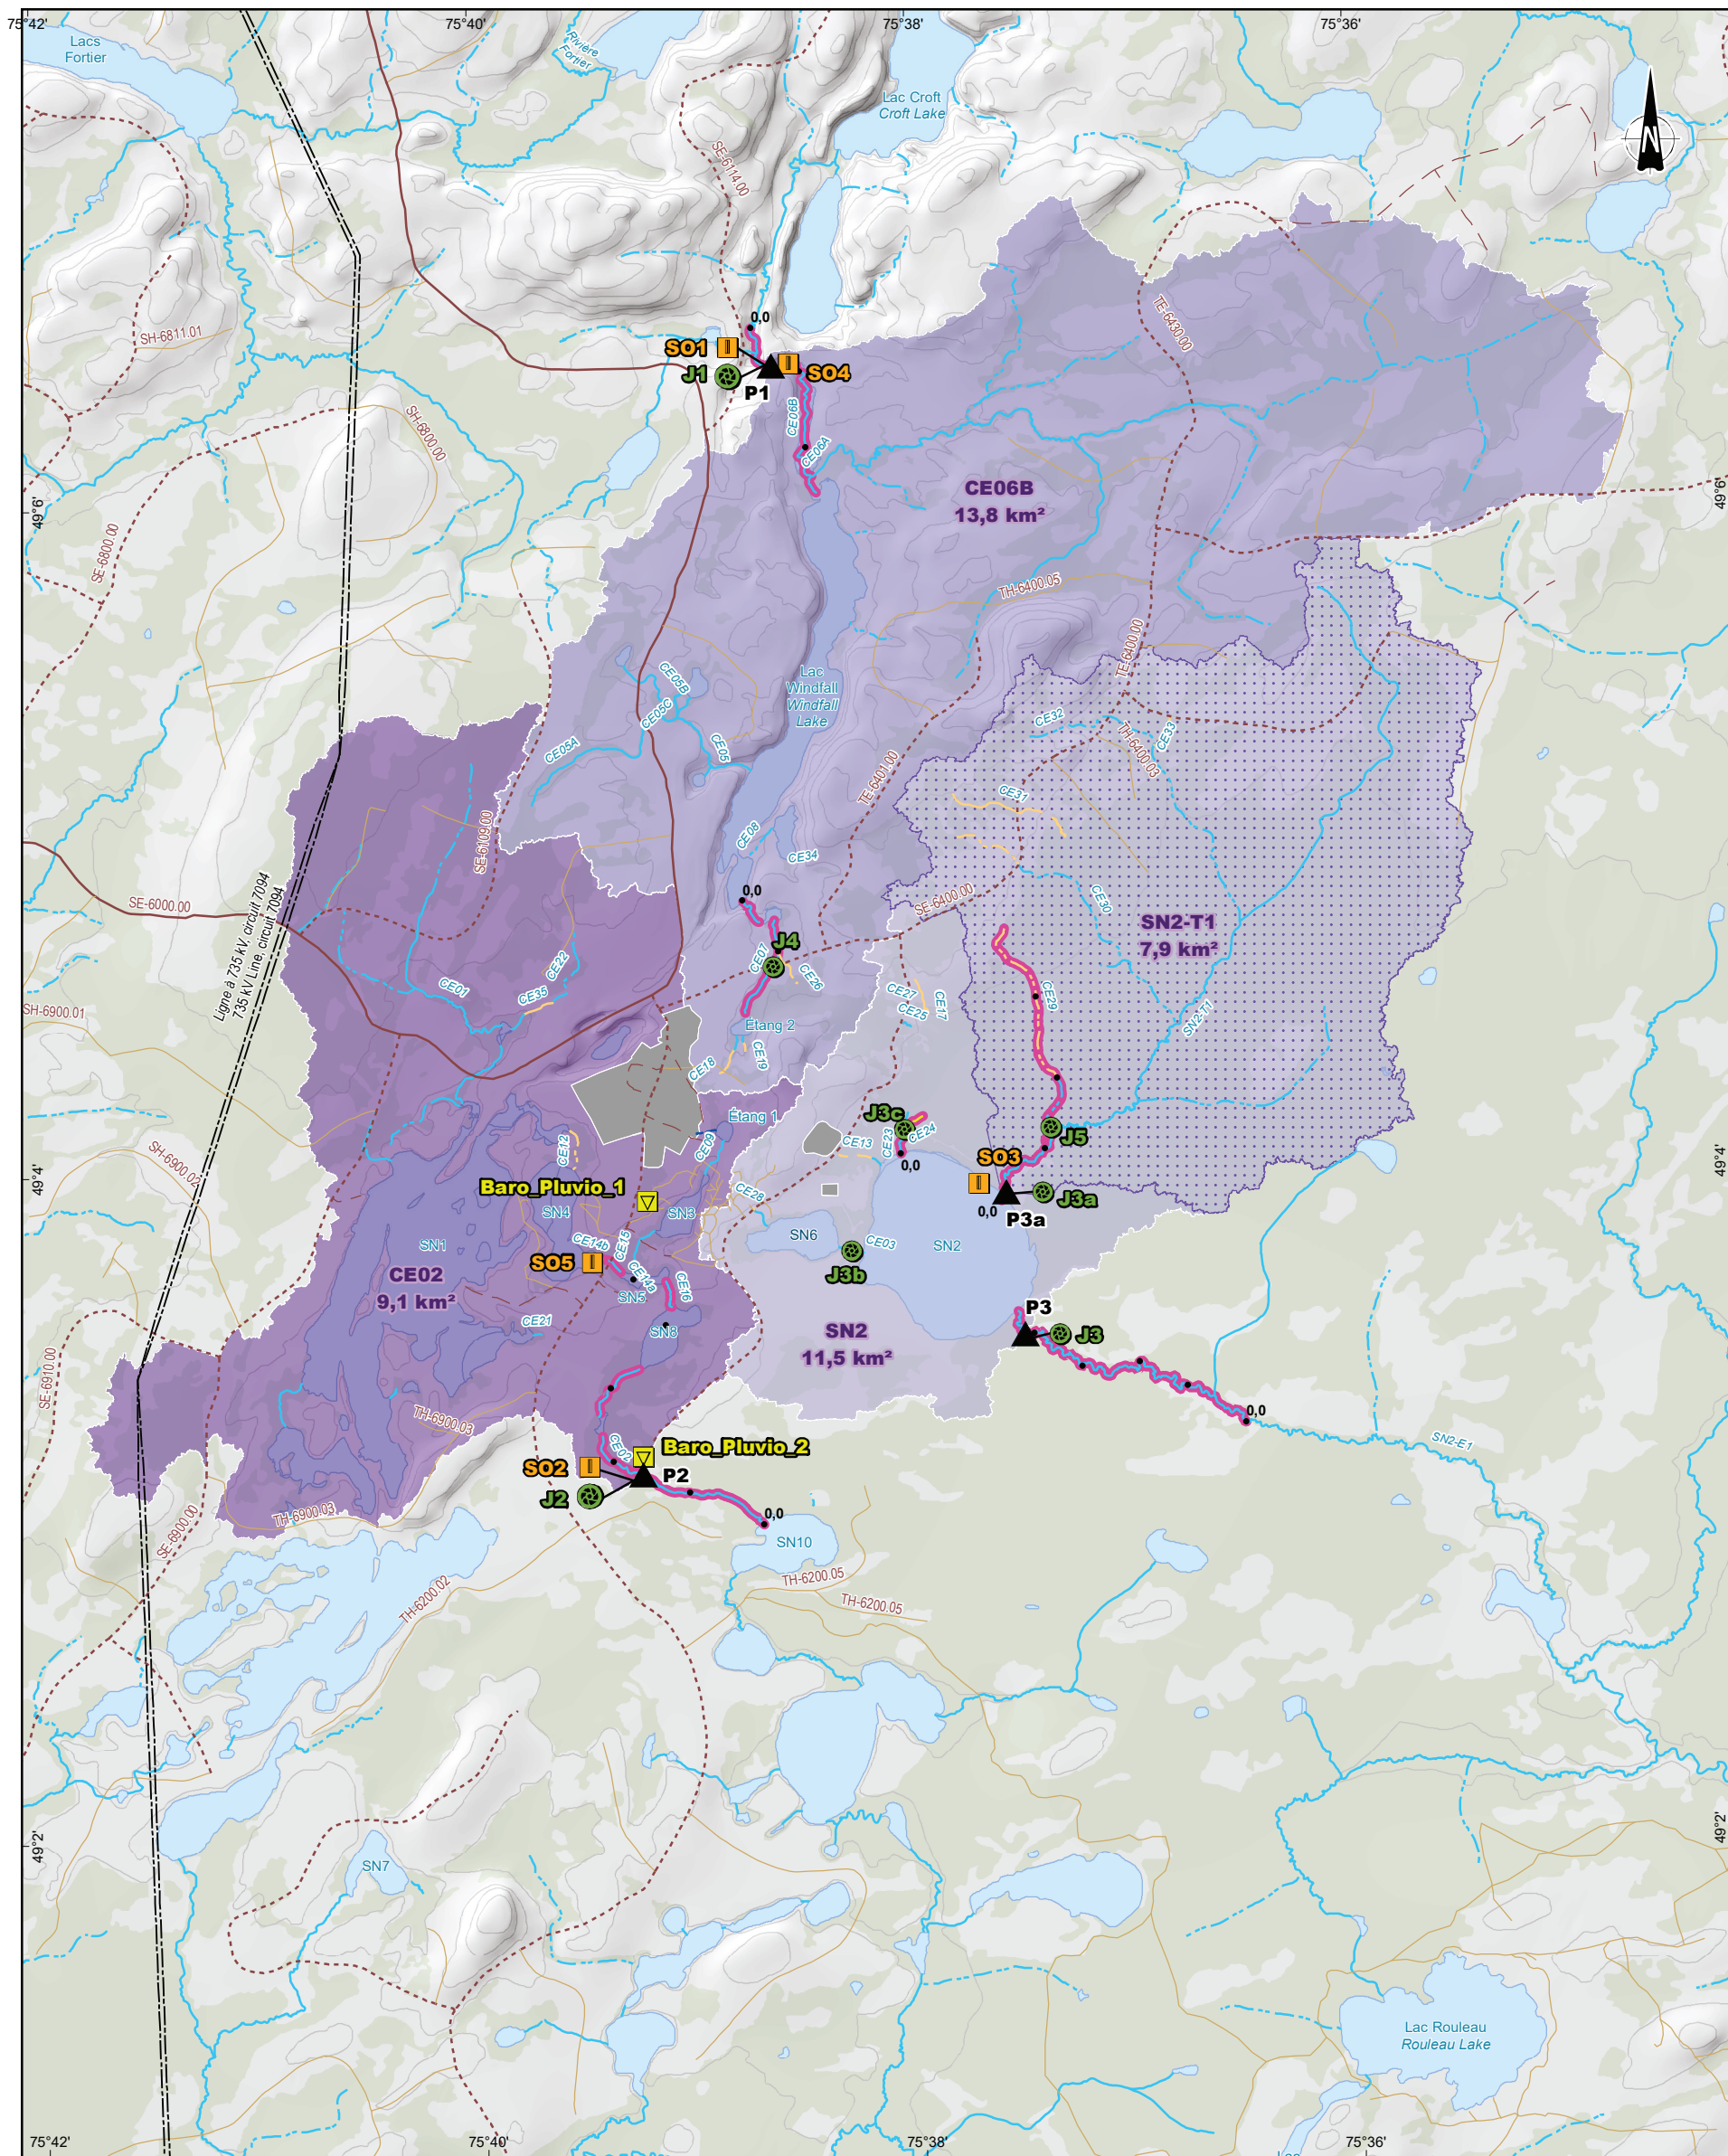 75°42'
75°40'
75°38'
75°36'
Lacs
Fortier
Rivière
Fortier
Lac Croft
Croft Lake
N
SE-6114.00
SH-6811.01
TE-6430.00
0,0
SO1
J1
SO4
P1
CE06B
CE06A
SH-6800.00
SE-6800.00
49°6'
49°6'
CE06B
13,8 km²
TH-6400.05
TE-6400.00
Lac
Windfall
Windfall
Lake
CE05B
CE05C
CE05A
CE05
CE32
CE33
TH-6400.03
TE-6401.00
CE31
SE-6109.00
CE08
CE34
SE-6000.00
Ligne à 735 kV, circuit 7094
735 kV Line, circuit 7094
0,0
SE-6400.00
CE30
SN2-T1
7,9 km²
J4
CE07
CE26
CE22
CE01
CE35
CE27
CE25
CE17
CE29
SN2-T1
SH-6900.01
Étang 2
CE18
CE19
Étang 1
CE09
J3c
CE24
CE23
CE13
0,0
J5
CE12
SH-6900.02
49°4'
49°4'
SO3
J3a
0,0
P3a
Baro_Pluvio_1
CE28
SN4
SN3
SN1
CE14b
CE15
SN6
CE03
SN2
J3b
SO5
CE02
9,1 km²
CE14a
SN5
CE16
CE21
SN8
P3
J3
SN2
11,5 km²
SE-6910.00
TH-6900.03
0,0
SN2-E1
CE02
Baro_Pluvio_2
SO2
P2
J2
TH-6900.03
SE-6900.00
0,0
SN10
TH-6200.05
TH-6200.05
TH-6200.02
49°2'
49°2'
SN7
Lac Rouleau
Rouleau Lake
75°42'
75°40'
75°38'
75°36'